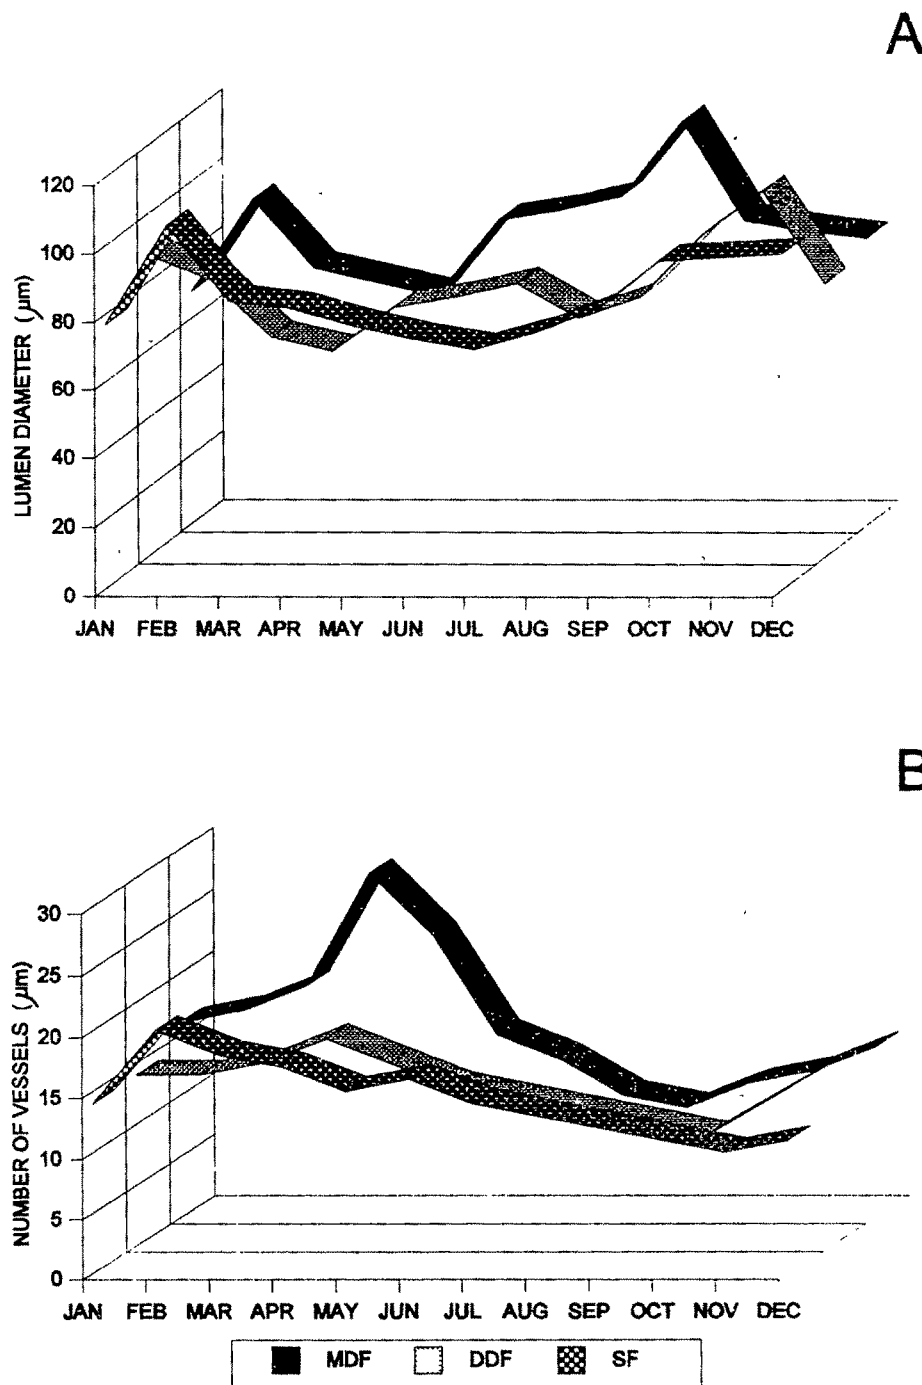 A
120
100
80
60
40
20
0
LUMEN DIAMETER (μm)
JAN FEB MAR APR MAY JUN JUL AUG SEP OCT NOV DEC
B
30
25
20
15
10
5
0
NUMBER OF VESSELS (μm)
JAN FEB MAR APR MAY JUN JUL AUG SEP OCT NOV DEC
MDF DDF SF